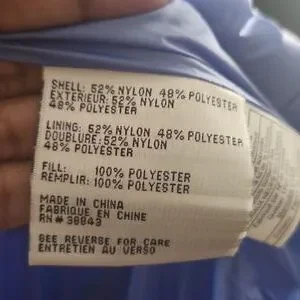 SHELL: 52% NYLON 48% POLYESTER
EXTERIEUR: 52% NYLON
48% POLYESTER
LINING: 52% NYLON 48% POLYESTER
DOUBLURE: 52% NYLON
48% POLYESTER
FILL: 100% POLYESTER
REMPLIR: 100% POLYESTER
MADE IN CHINA
FABRIQUE EN CHINE
RN# 38843
SEE REVERSE FOR CARE
ENTRETIEN AU VERSO